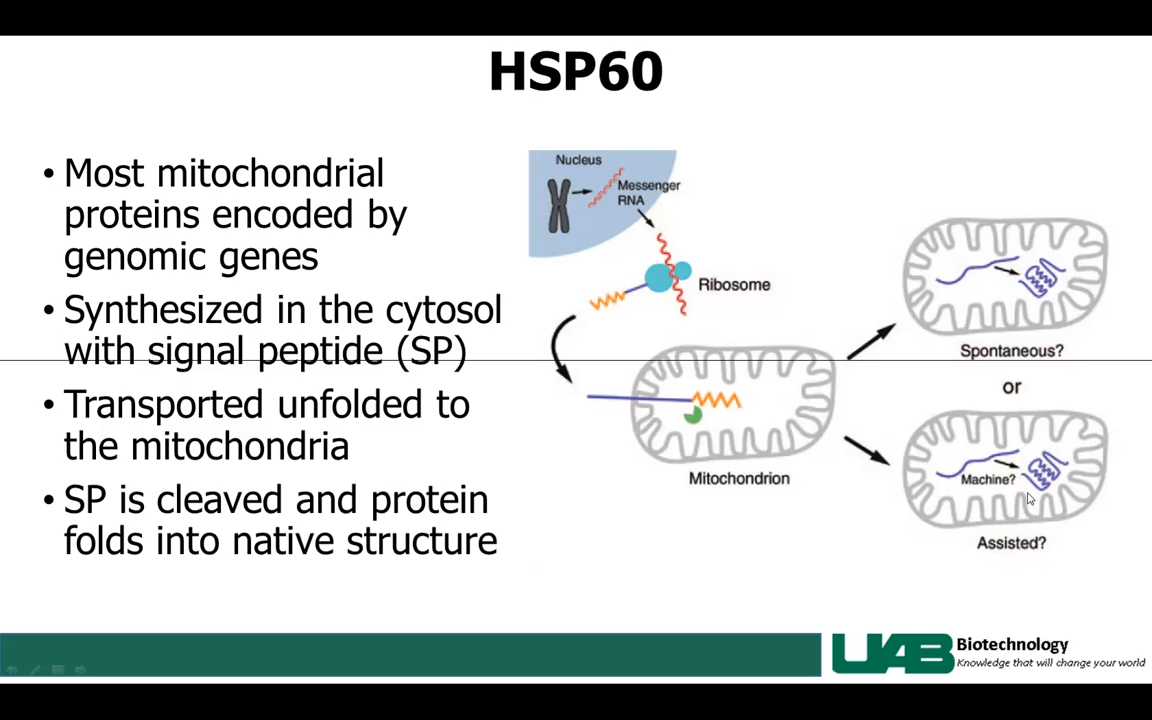 HSP60
• Most mitochondrial
proteins encoded by
genomic genes
• Synthesized in the cytosol
with signal peptide (SP)
• Transported unfolded to
the mitochondria
• SP is cleaved and protein
folds into native structure
Nucleus
Messenger
RNA
Ribosome
Mitochondrion
Spontaneous?
or
Machine?
Assisted?
UAB
Biotechnology
Knowledge that will change your world